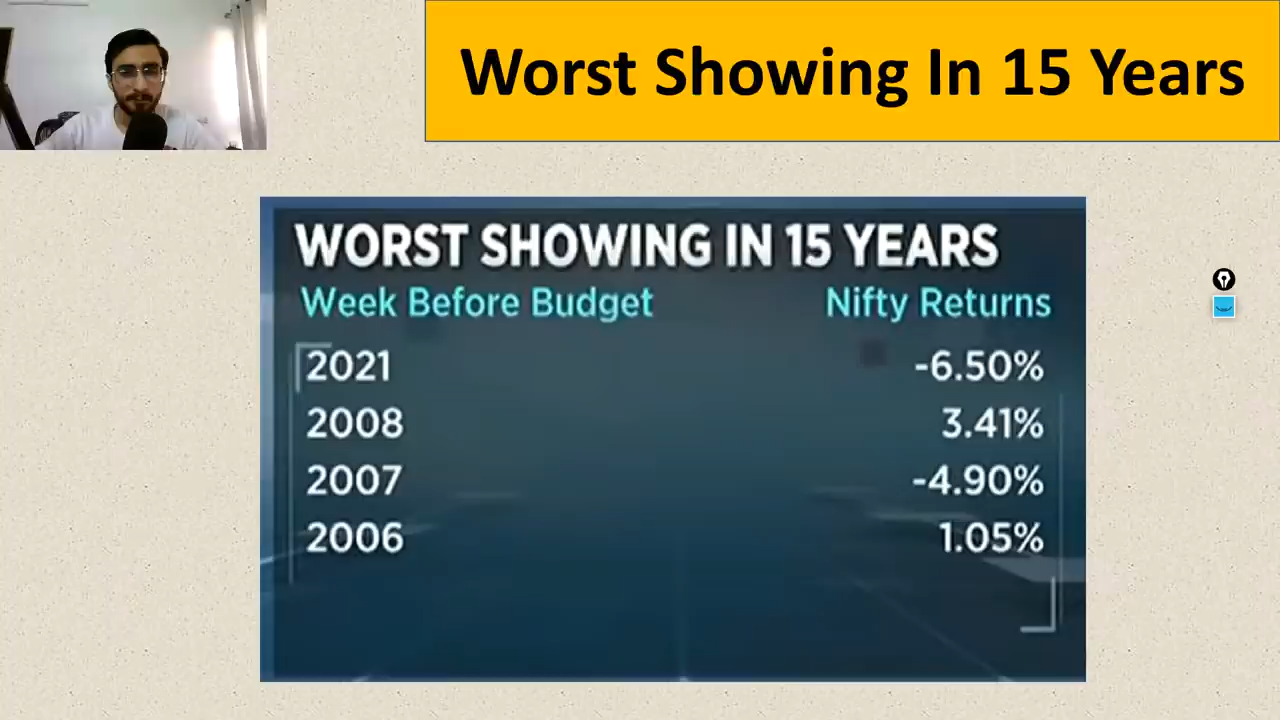 Worst Showing In 15 Years
WORST SHOWING IN 15 YEARS
Week Before Budget Nifty Returns
2021 -6.50%
2008 3.41%
2007 -4.90%
2006 1.05%